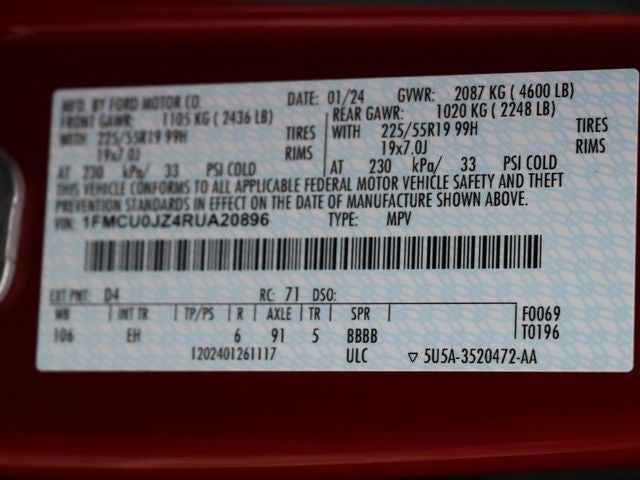 MFD. BY FORD MOTOR CO. DATE: 01/24 GVWR: 2087 KG ( 4600 LB)
FRONT GAWR: 1105 KG ( 2436 LB) REAR GAWR: 1020 KG ( 2248 LB)
WITH 225/55R19 99H TIRES WITH 225/55R19 99H TIRES
19x7.0J RIMS 19x7.0J RIMS
AT 230 kPa/ 33 PSI COLD AT 230 kPa/ 33 PSI COLD
THIS VEHICLE CONFORMS TO ALL APPLICABLE FEDERAL MOTOR VEHICLE SAFETY AND THEFT
PREVENTION STANDARDS IN EFFECT ON THE DATE OF MANUFACTURE SHOWN ABOVE.
VIN: 1FMCU0JZ4RUA20896 TYPE: MPV
EXT PNT: D4 RC: 71 DSO:
WB INT TR TP/PS R AXLE TR SPR F0069
106 EH 6 91 5 BBBB T0196
1202401261117 ULC ▽ 5U5A-3520472-AA